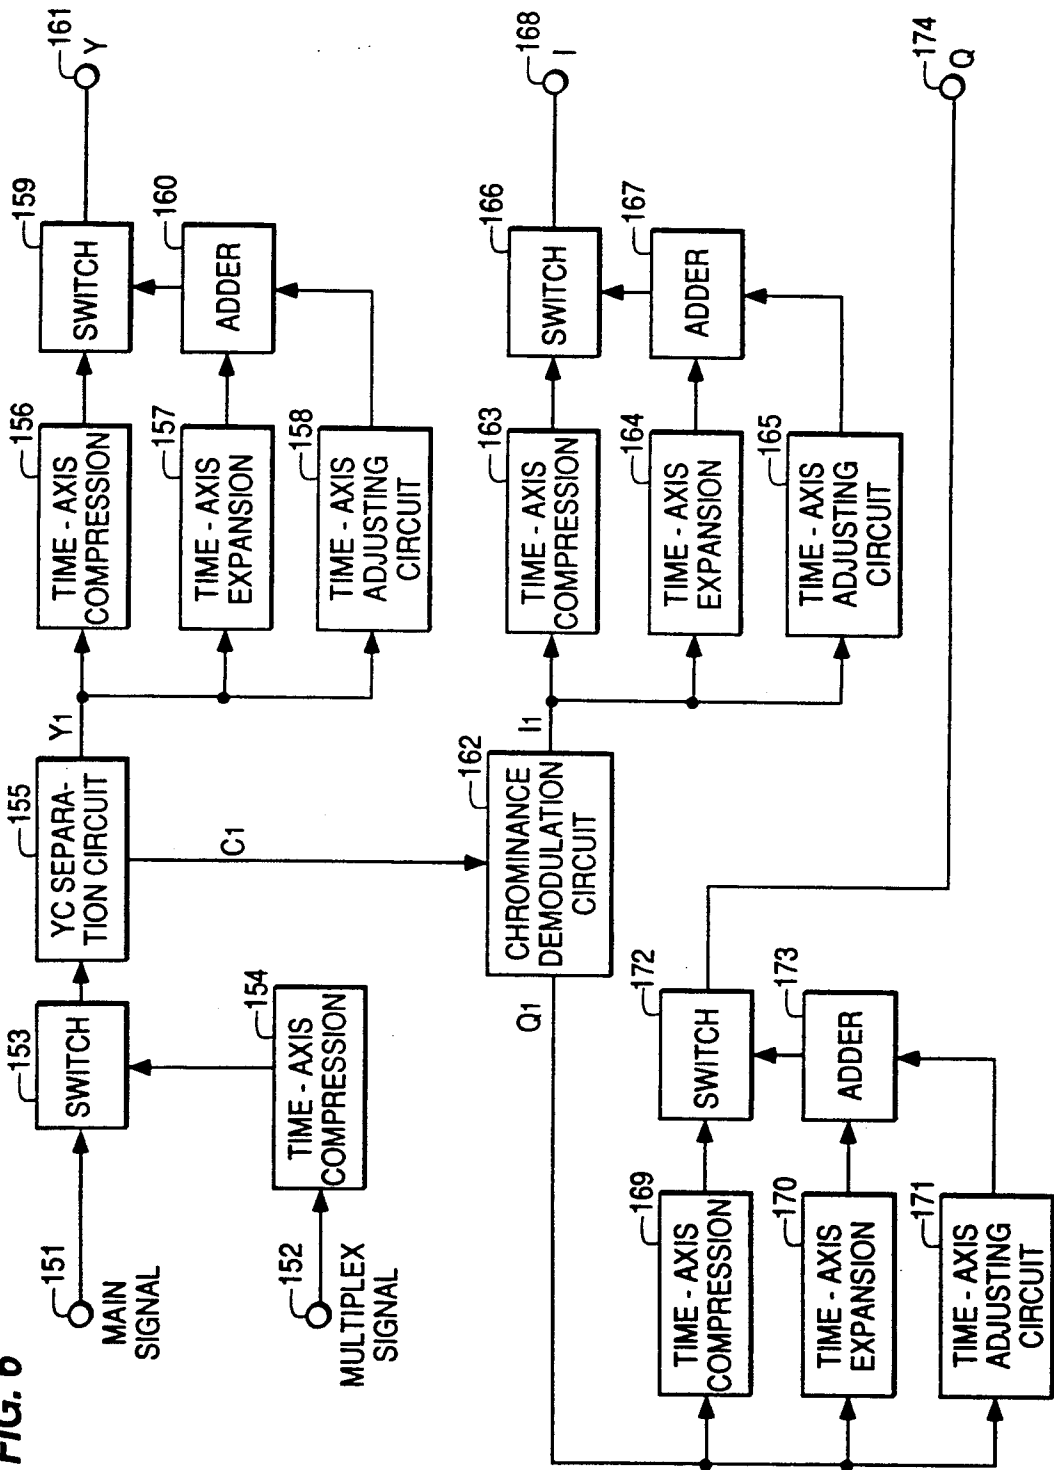 FIG. 6
151
MAIN
SIGNAL
152
MULTIPLEX
SIGNAL
153
SWITCH
154
TIME - AXIS
COMPRESSION
155
YC SEPARA-
TION CIRCUIT
Y1
C1
156
TIME - AXIS
COMPRESSION
157
TIME - AXIS
EXPANSION
158
TIME - AXIS
ADJUSTING
CIRCUIT
159
SWITCH
160
ADDER
161
Y
162
CHROMINANCE
DEMODULATION
CIRCUIT
I1
Q1
163
TIME - AXIS
COMPRESSION
164
TIME - AXIS
EXPANSION
165
TIME - AXIS
ADJUSTING
CIRCUIT
166
SWITCH
167
ADDER
168
I
169
TIME - AXIS
COMPRESSION
170
TIME - AXIS
EXPANSION
171
TIME - AXIS
ADJUSTING
CIRCUIT
172
SWITCH
173
ADDER
174
Q